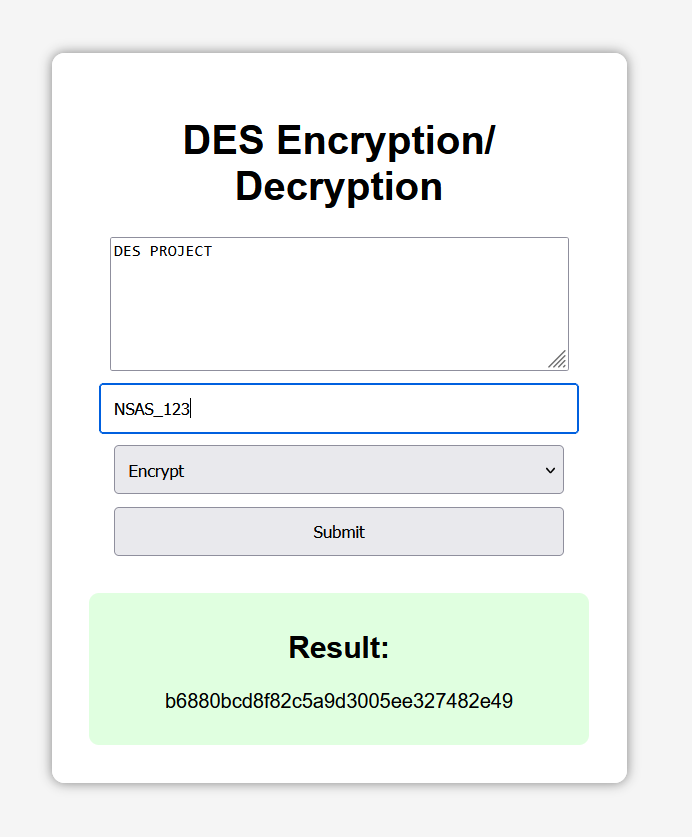 DES Encryption/
Decryption
DES PROJECT
NSAS_123
Encrypt
Submit
Result:
b6880bcd8f82c5a9d3005ee327482e49